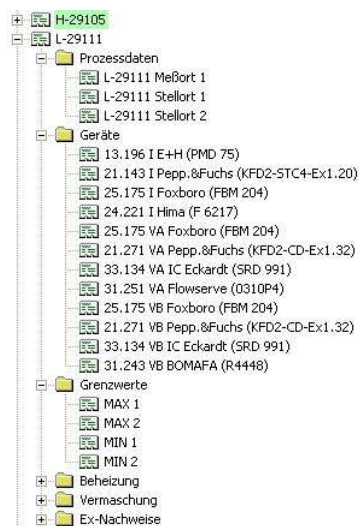 H-29105
L-29111
Prozessdaten
L-29111 Meßort 1
L-29111 Stellort 1
L-29111 Stellort 2
Geräte
13.196 I E+H (PMD 75)
21.143 I Pepp.&Fuchs (KFD2-STC4-Ex1.20)
25.175 I Foxboro (FBM 204)
24.221 I Hima (F 6217)
25.175 VA Foxboro (FBM 204)
21.271 VA Pepp.&Fuchs (KFD2-CD-Ex1.32)
33.134 VA IC Eckardt (SRD 991)
31.251 VA Flowserve (0310P4)
25.175 VB Foxboro (FBM 204)
21.271 VB Pepp.&Fuchs (KFD2-CD-Ex1.32)
33.134 VB IC Eckardt (SRD 991)
31.243 VB BOMAFA (R4448)
Grenzwerte
MAX 1
MAX 2
MIN 1
MIN 2
Beheizung
Vermaschung
Ex-Nachweise